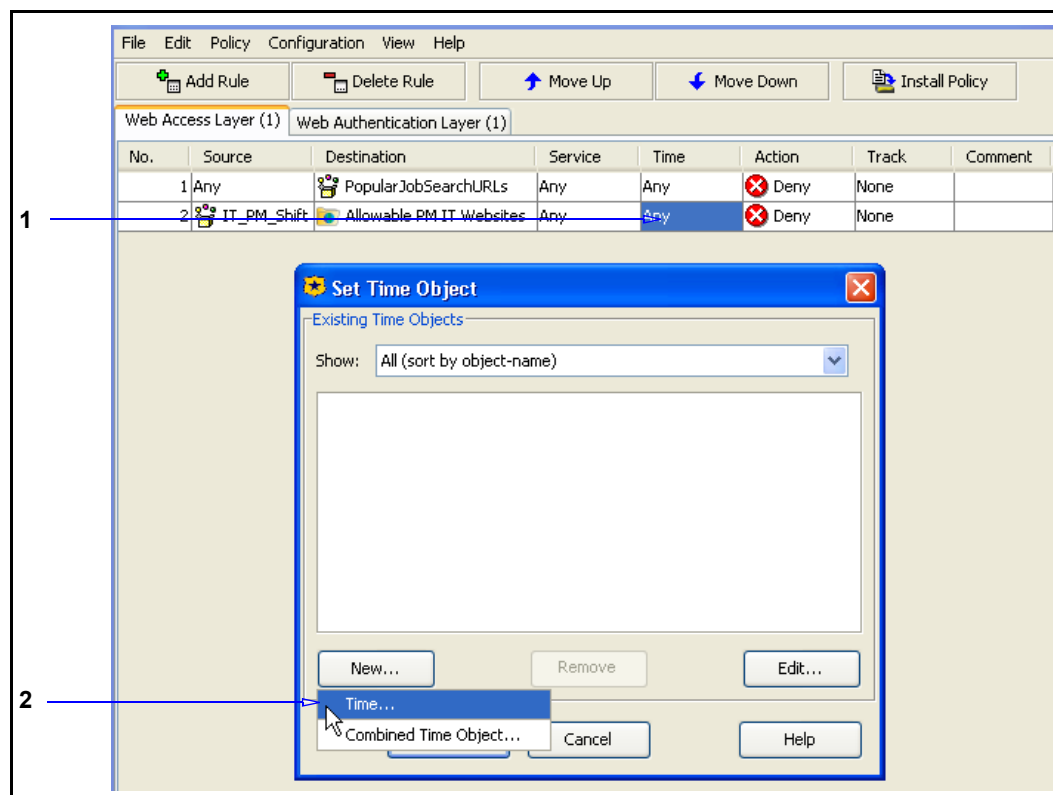 File Edit Policy Configuration View Help
Add Rule Delete Rule Move Up Move Down Install Policy
Web Access Layer (1) Web Authentication Layer (1)
No. Source Destination Service Time Action Track Comment
1 Any PopularJobSearchURLs Any Any Deny None
1
2 IT_PM_Shift Allowable PM IT Websites Any Any Deny None
Set Time Object
Existing Time Objects
Show: All (sort by object-name)
New... Remove Edit...
2
Time...
Combined Time Object...
Cancel Help